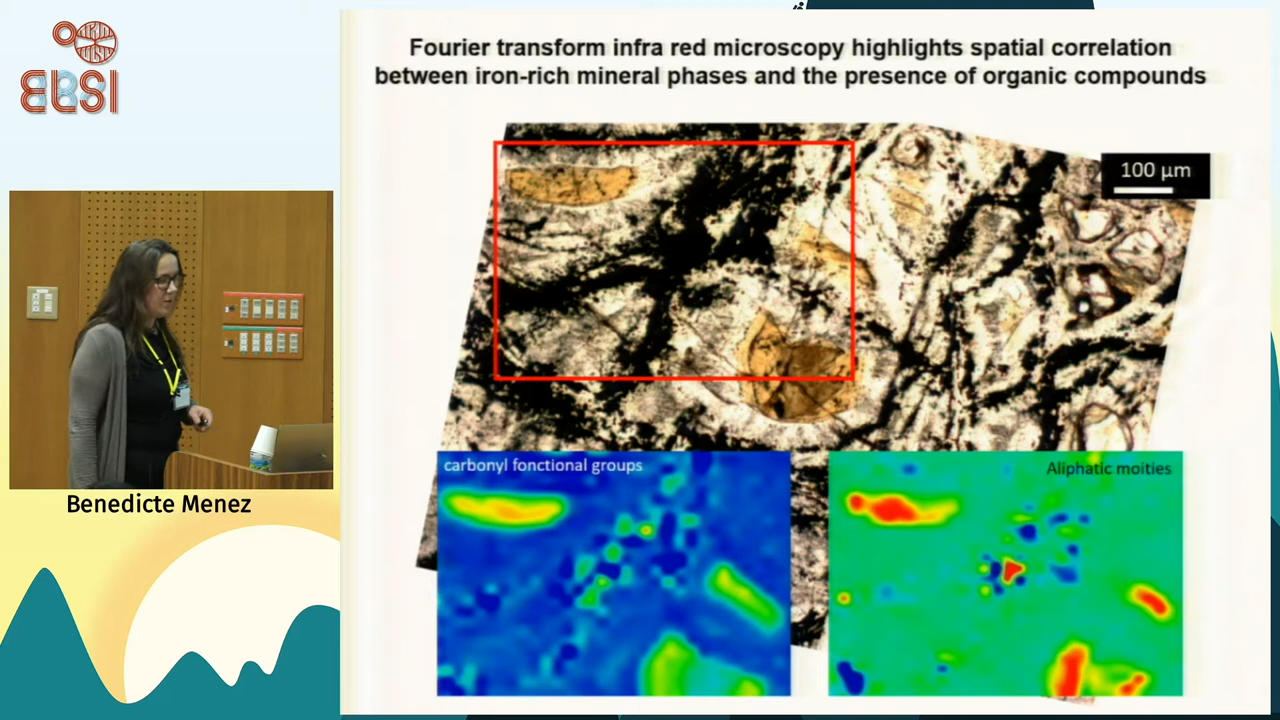 ELSI
Fourier transform infra red microscopy highlights spatial correlation
between iron-rich mineral phases and the presence of organic compounds
100 µm
carbonyl fonctional groups
Aliphatic moities
Benedicte Menez